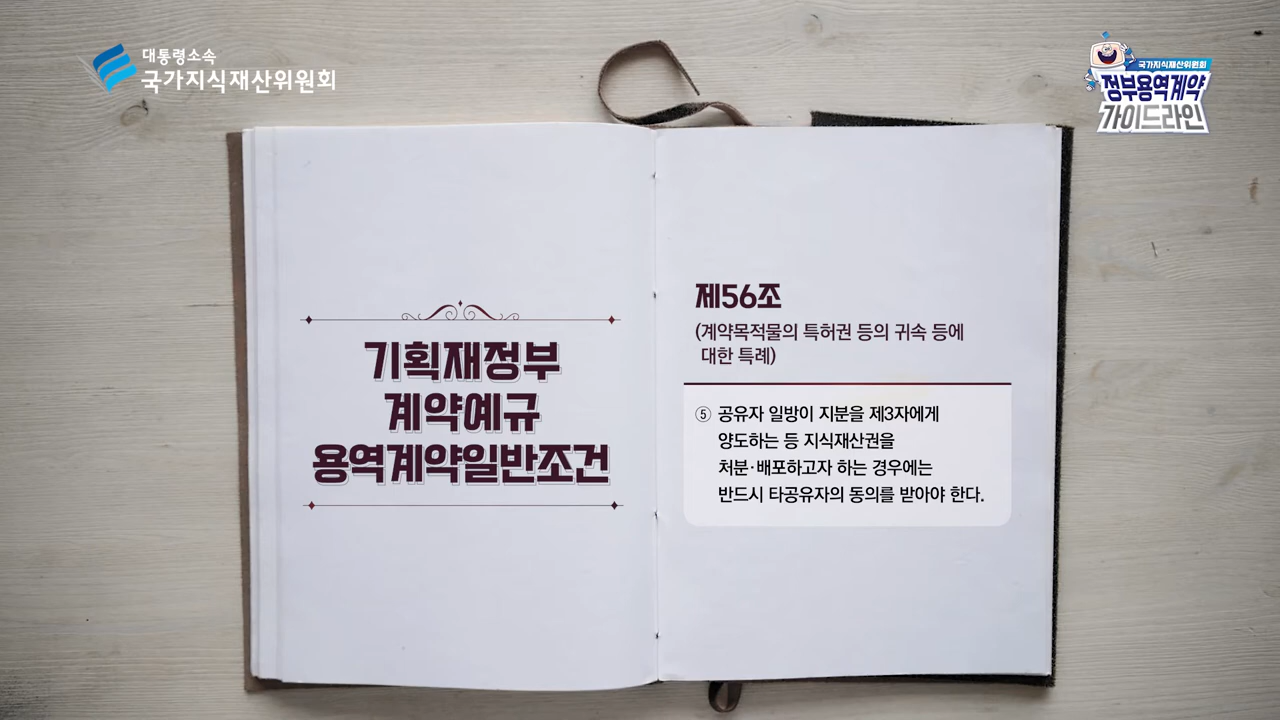 대통령소속
국가지식재산위원회
국가지식재산위원회
정부용역계약
가이드라인
기획재정부
계약예규
용역계약일반조건
제56조
(계약목적물의 특허권 등의 귀속 등에
대한 특례)
⑤ 공유자 일방이 지분을 제3자에게
양도하는 등 지식재산권을
처분·배포하고자 하는 경우에는
반드시 타공유자의 동의를 받아야 한다.